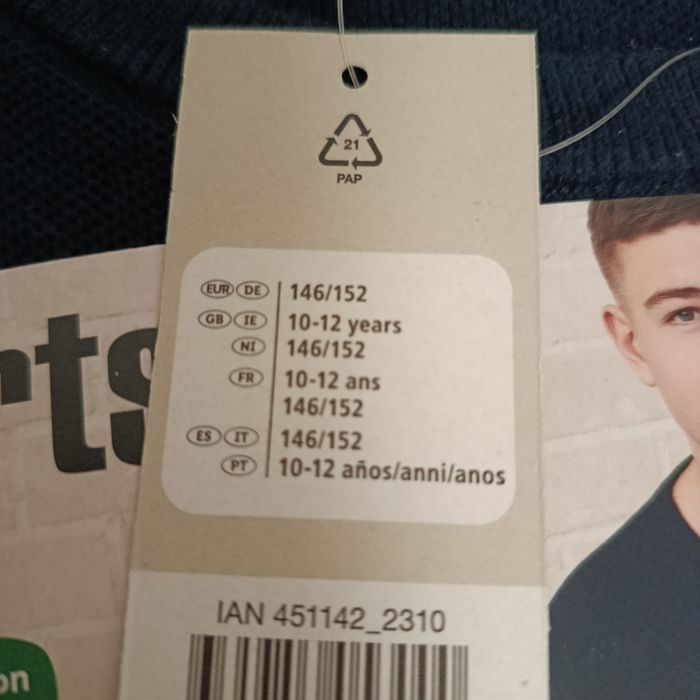 21
PAP
EUR DE 146/152
GB IE 10-12 years
NI 146/152
FR 10-12 ans
146/152
ES IT 146/152
PT 10-12 años/anni/anos
rts
IAN 451142_2310
on